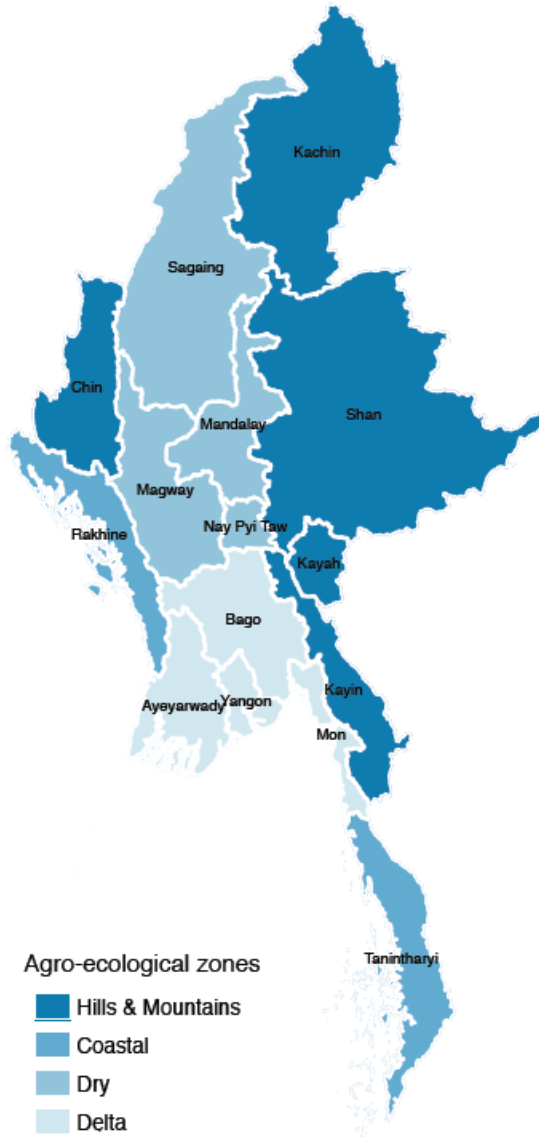 Kachin
Sagaing
Chin
Shan
Mandalay
Magway
Nay Pyi Taw
Rakhine
Kayah
Bago
Kayin
Ayeyarwady
Yangon
Mon
Tanintharyi
Agro-ecological zones
Hills & Mountains
Coastal
Dry
Delta